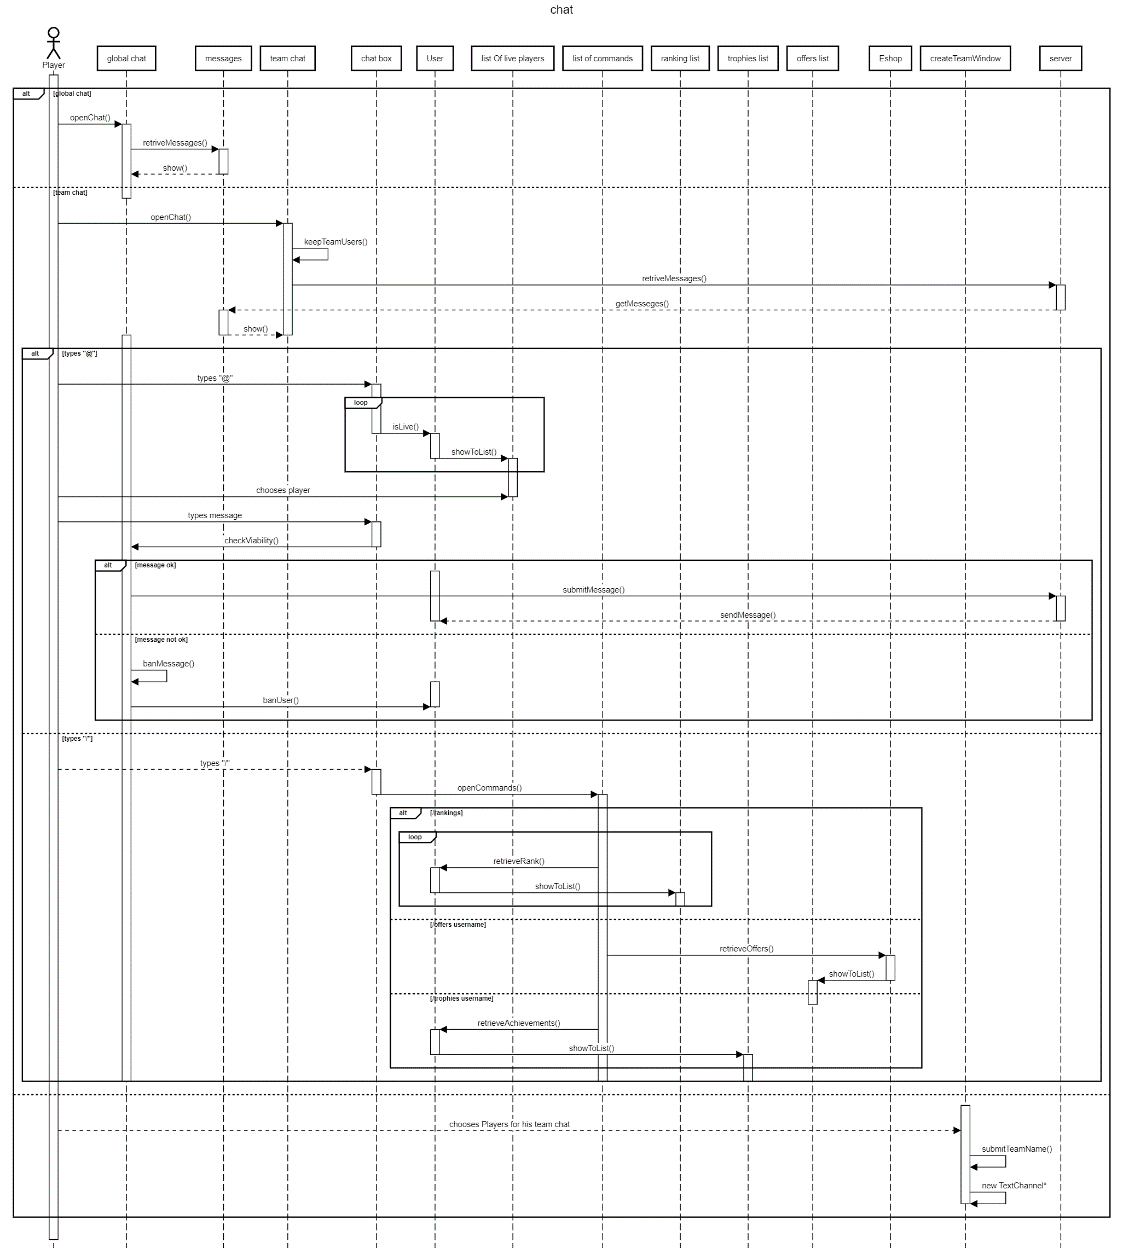 chat
Player
global chat
messages
team chat
chat box
User
list Of live players
list of commands
ranking list
trophies list
offers list
Eshop
createTeamWindow
server
alt
[global chat]
openChat()
retriveMessages()
show()
[team chat]
openChat()
keepTeamUsers()
retriveMessages()
getMesseges()
show()
alt
[types "@"]
types "@"
loop
isLive()
showToList()
chooses player
types message
checkViability()
alt
[message ok]
submitMessage()
sendMessage()
[message not ok]
banMessage()
banUser()
[types "/"]
types "/"
openCommands()
alt
[/rankings]
loop
retrieveRank()
showToList()
[/offers username]
retrieveOffers()
showToList()
[/trophies username]
retrieveAchievements()
showToList()
chooses Players for his team chat
submitTeamName()
new TextChannel*